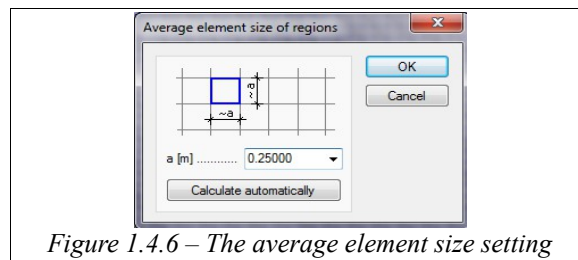 Average element size of regions
OK
~a
Cancel
~a
a [m] ............ 0.25000
Calculate automatically
Figure 1.4.6 – The average element size setting